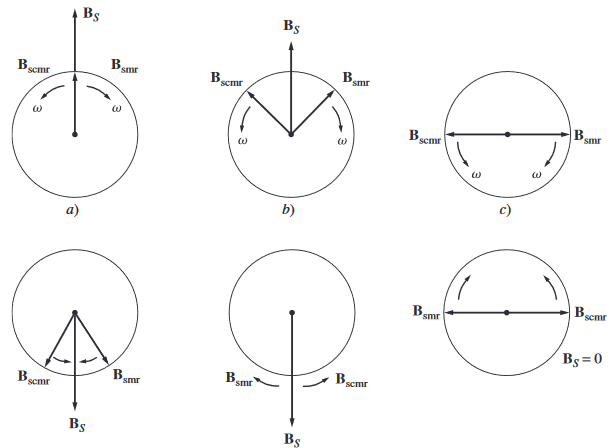 B_S
B_scmr B_smr
ω ω
a)
B_S
B_scmr B_smr
ω ω
b)
B_scmr B_smr
ω ω
c)
B_scmr B_smr
B_S
B_smr B_scmr
B_S
B_smr B_scmr
B_S = 0